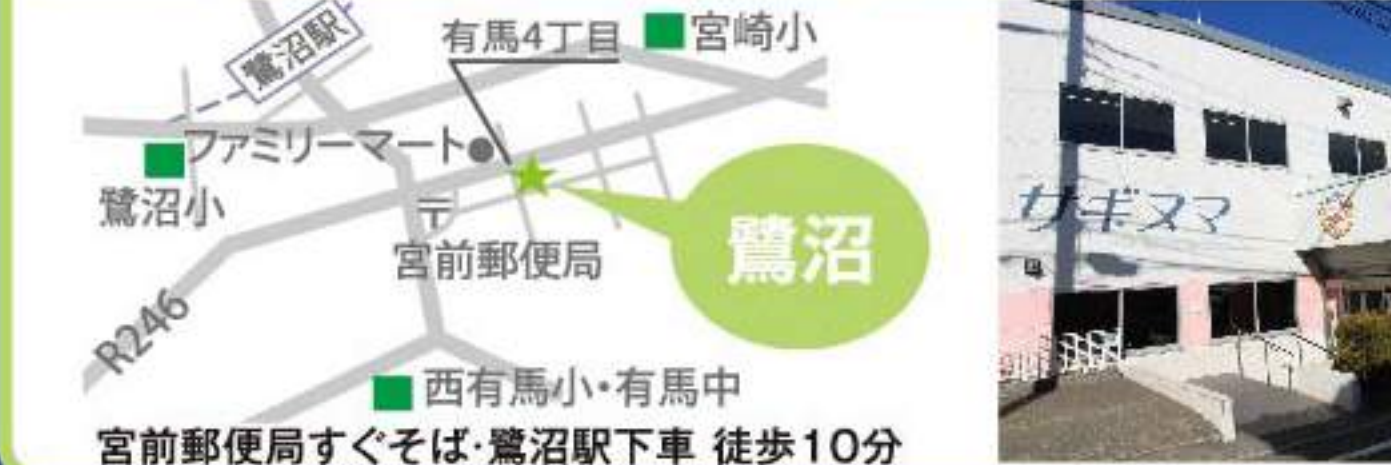 鷺沼駅
有馬4丁目
宮崎小
ファミリーマート
鷺沼小
〒
宮前郵便局
鷺沼
R246
西有馬小・有馬中
宮前郵便局すぐそば・鷺沼駅下車 徒歩10分
サギヌマ